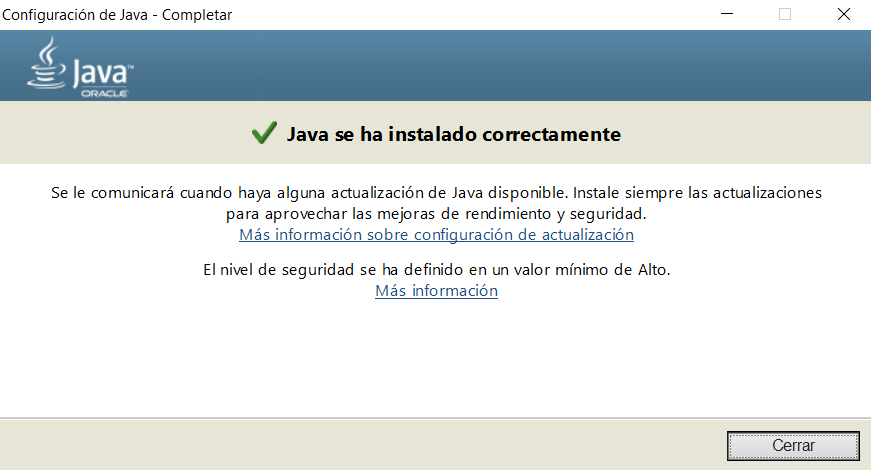 Configuración de Java - Completar
Java™
ORACLE
Java se ha instalado correctamente
Se le comunicará cuando haya alguna actualización de Java disponible. Instale siempre las actualizaciones
para aprovechar las mejoras de rendimiento y seguridad.
Más información sobre configuración de actualización
El nivel de seguridad se ha definido en un valor mínimo de Alto.
Más información
Cerrar